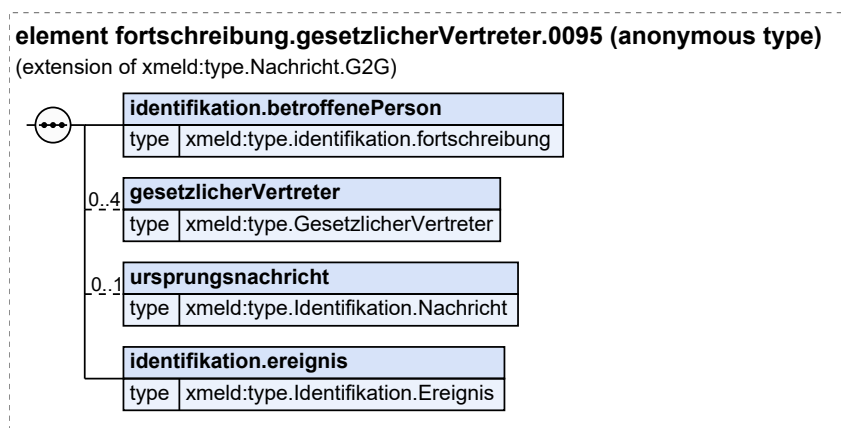 element fortschreibung.gesetzlicherVertreter.0095 (anonymous type)
(extension of xmeld:type.Nachricht.G2G)
identifikation.betroffenePerson
type xmeld:type.identifikation.fortschreibung
0..4 gesetzlicherVertreter
type xmeld:type.GesetzlicherVertreter
0..1 ursprungsnachricht
type xmeld:type.Identifikation.Nachricht
identifikation.ereignis
type xmeld:type.Identifikation.Ereignis